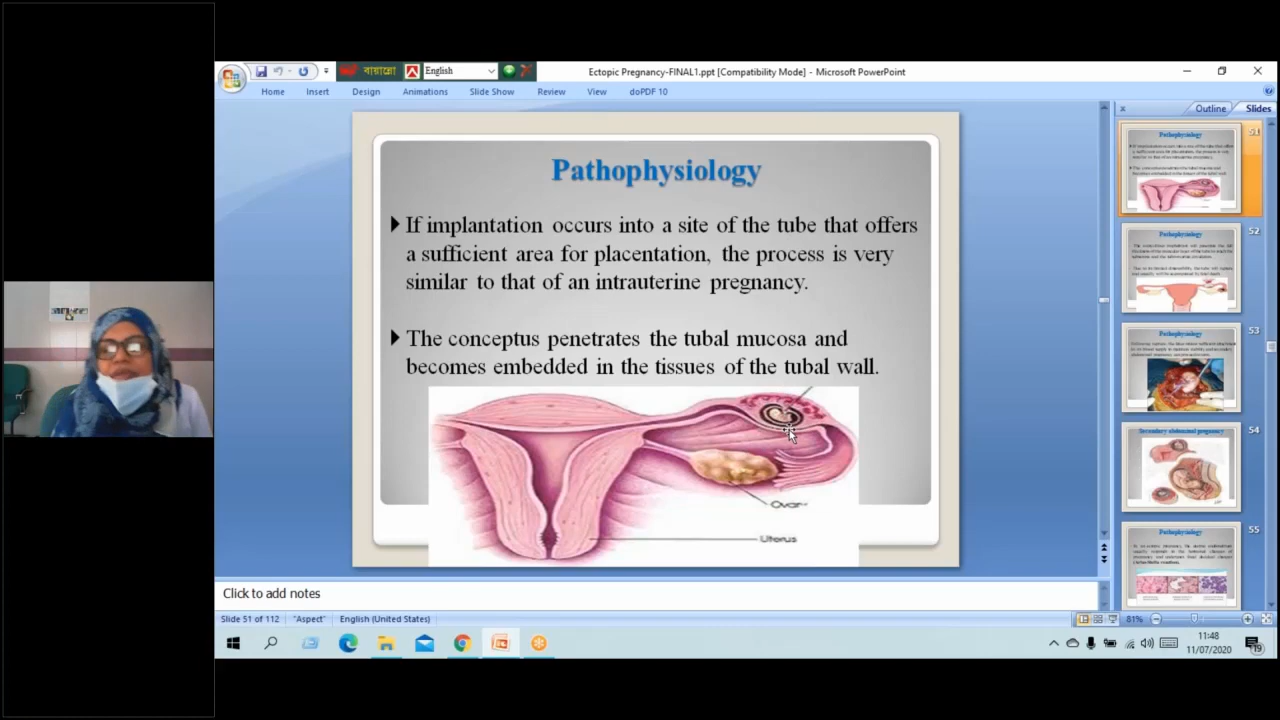 বায়ান্নো
English
Ectopic Pregnancy-FINAL1.ppt [Compatibility Mode] - Microsoft PowerPoint
Home Insert Design Animations Slide Show Review View doPDF 10
Outline Slides
Pathophysiology
If implantation occurs into a site of the tube that offers
a sufficient area for placentation, the process is very
similar to that of an intrauterine pregnancy.
The conceptus penetrates the tubal mucosa and
becomes embedded in the tissues of the tubal wall.
Ovary
Uterus
51
Pathophysiology
52
53
Pathophysiology
54
Secondary abdominal pregnancy
55
Pathophysiology
Click to add notes
Slide 51 of 112 "Aspect" English (United States) 81%
11:48
11/07/2020
19